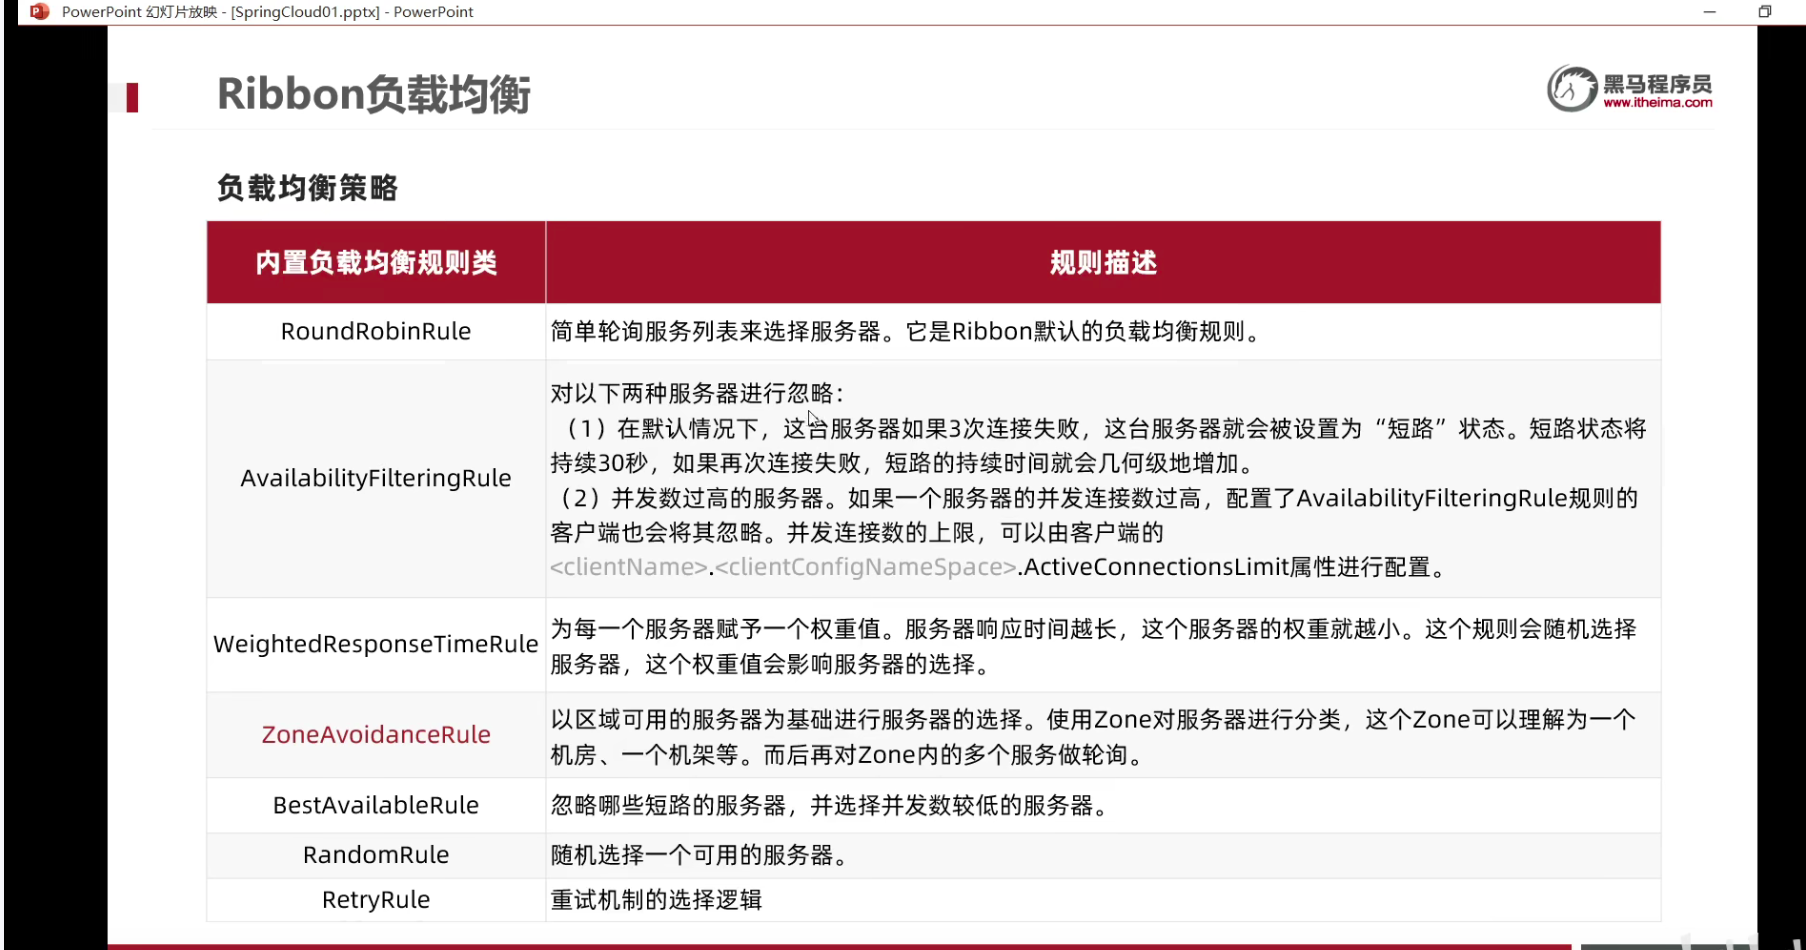 PowerPoint 幻灯片放映 - [SpringCloud01.pptx] - PowerPoint
Ribbon负载均衡
黑马程序员
www.itheima.com
负载均衡策略
内置负载均衡规则类
规则描述
RoundRobinRule
简单轮询服务列表来选择服务器。它是Ribbon默认的负载均衡规则。
AvailabilityFilteringRule
对以下两种服务器进行忽略：
（1）在默认情况下，这台服务器如果3次连接失败，这台服务器就会被设置为“短路”状态。短路状态将
持续30秒，如果再次连接失败，短路的持续时间就会几何级地增加。
（2）并发数过高的服务器。如果一个服务器的并发连接数过高，配置了AvailabilityFilteringRule规则的
客户端也会将其忽略。并发连接数的上限，可以由客户端的
<clientName>.<clientConfigNameSpace>.ActiveConnectionsLimit属性进行配置。
WeightedResponseTimeRule
为每一个服务器赋予一个权重值。服务器响应时间越长，这个服务器的权重就越小。这个规则会随机选择
服务器，这个权重值会影响服务器的选择。
ZoneAvoidanceRule
以区域可用的服务器为基础进行服务器的选择。使用Zone对服务器进行分类，这个Zone可以理解为一个
机房、一个机架等。而后再对Zone内的多个服务做轮询。
BestAvailableRule
忽略哪些短路的服务器，并选择并发数较低的服务器。
RandomRule
随机选择一个可用的服务器。
RetryRule
重试机制的选择逻辑